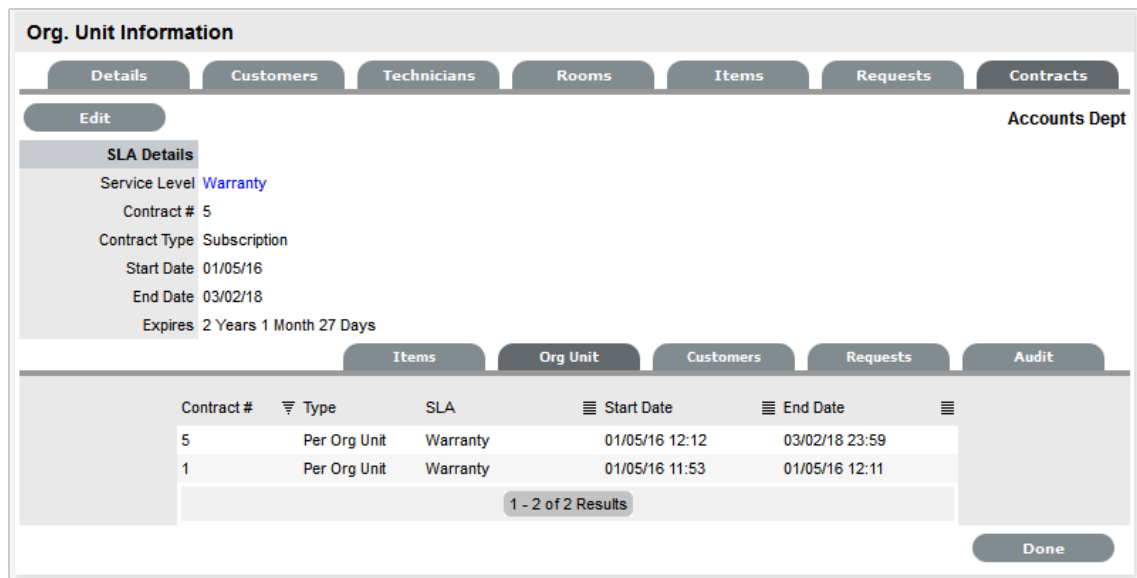 Org. Unit Information
Details Customers Technicians Rooms Items Requests Contracts
Edit Accounts Dept
SLA Details
Service Level Warranty
Contract # 5
Contract Type Subscription
Start Date 01/05/16
End Date 03/02/18
Expires 2 Years 1 Month 27 Days
Items Org Unit Customers Requests Audit
Contract # Type SLA Start Date End Date
5 Per Org Unit Warranty 01/05/16 12:12 03/02/18 23:59
1 Per Org Unit Warranty 01/05/16 11:53 01/05/16 12:11
1 - 2 of 2 Results
Done